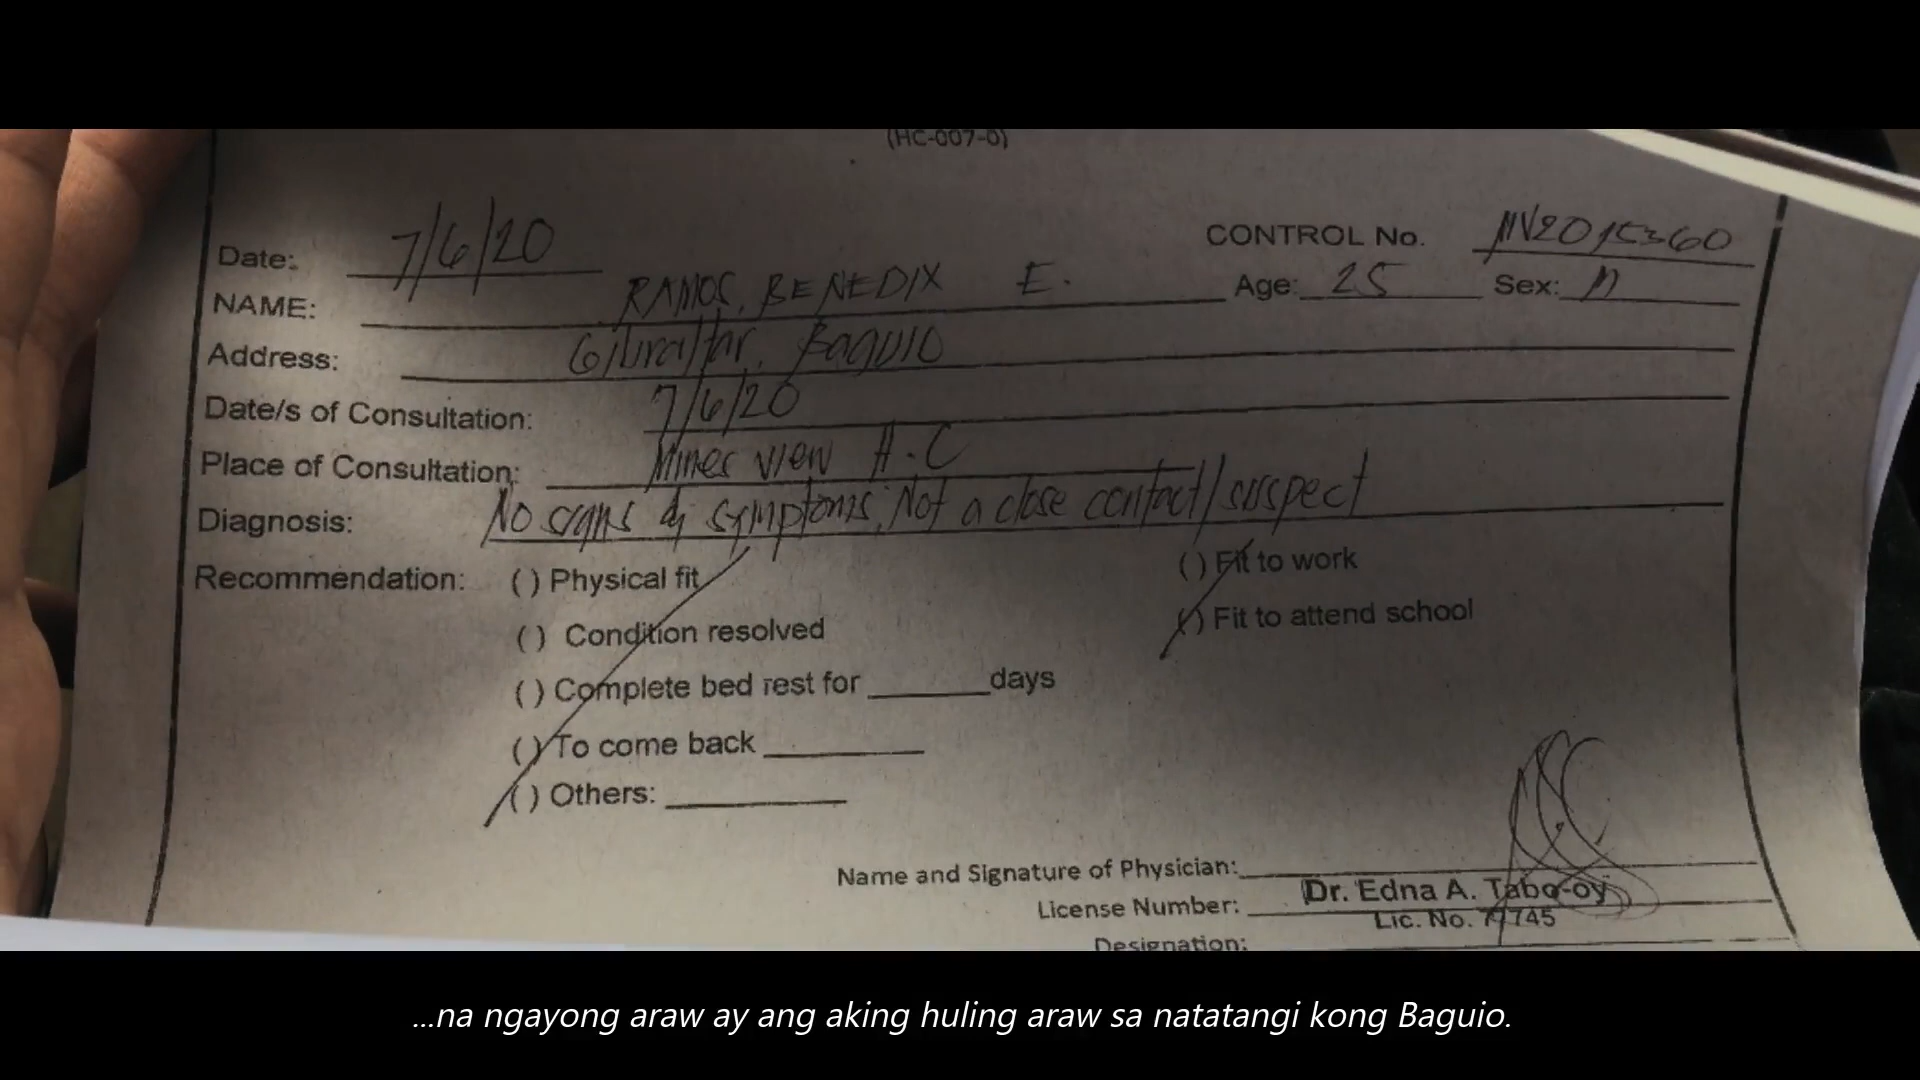 (HC-007-0)
Date: 7/6/20 CONTROL No. MV2015360
NAME: RAMOS, BENEDIX E. Age: 25 Sex: M
Address: Gibraltar, Baguio
Date/s of Consultation: 7/6/20
Place of Consultation: Mines view H.C
Diagnosis: No signs & symptoms, Not a close contact/suspect
Recommendation: ( ) Physical fit ( ) Fit to work
( ) Condition resolved ( ) Fit to attend school
( ) Complete bed rest for ______ days
( ) To come back ______
( ) Others: ______
Name and Signature of Physician:
Dr. Edna A. Tabo-oy
License Number: Lic. No. 77745
Designation:
...na ngayong araw ay ang aking huling araw sa natatangi kong Baguio.